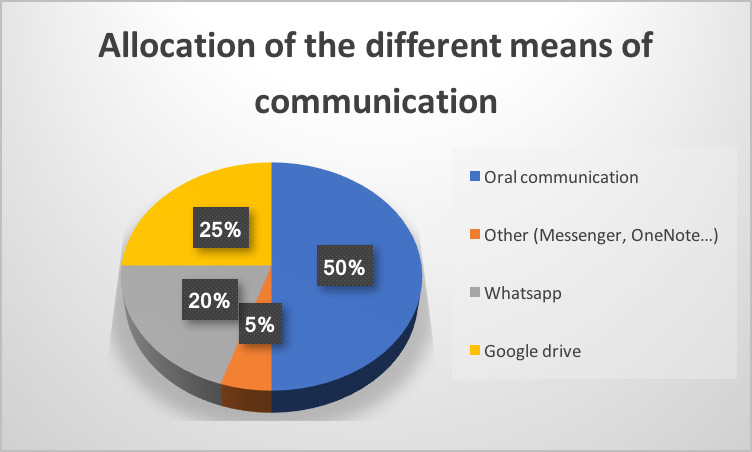 Allocation of the different means of
communication
25%
50%
20%
5%
Oral communication
Other (Messenger, OneNote...)
Whatsapp
Google drive